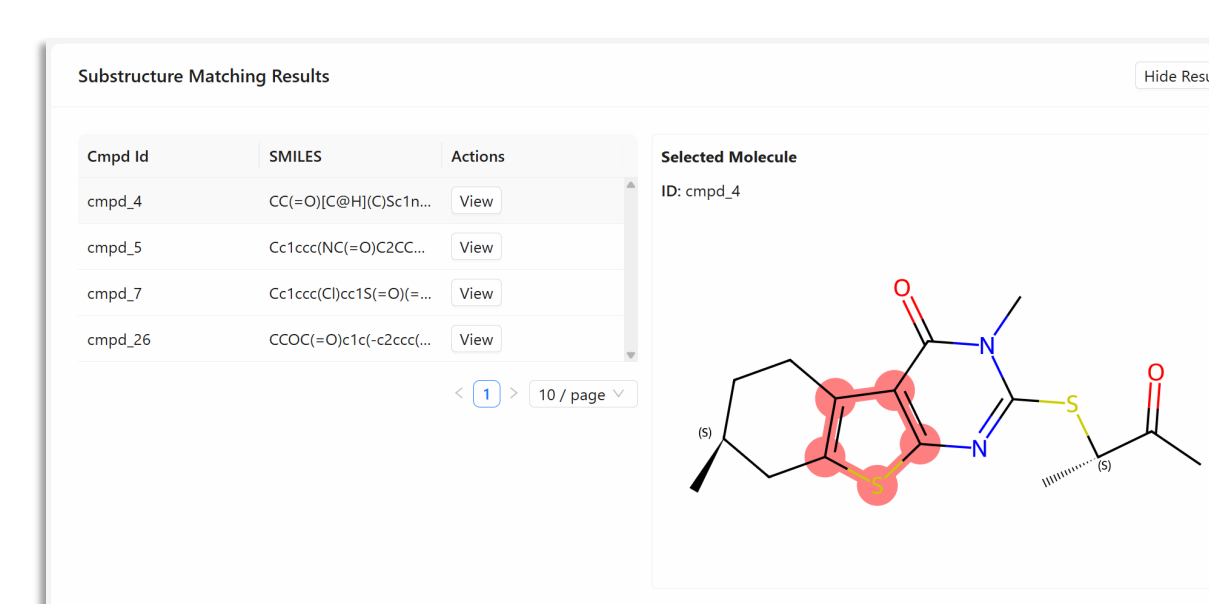 Substructure Matching Results
Hide Resu
Cmpd Id SMILES Actions
cmpd_4 CC(=O)[C@H](C)Sc1n... View
cmpd_5 Cc1ccc(NC(=O)C2CC... View
cmpd_7 Cc1ccc(Cl)cc1S(=O)(=... View
cmpd_26 CCOC(=O)c1c(-c2ccc(... View
< 1 > 10 / page
Selected Molecule
ID: cmpd_4
O
N
O
S
(S)
N
(S)
S